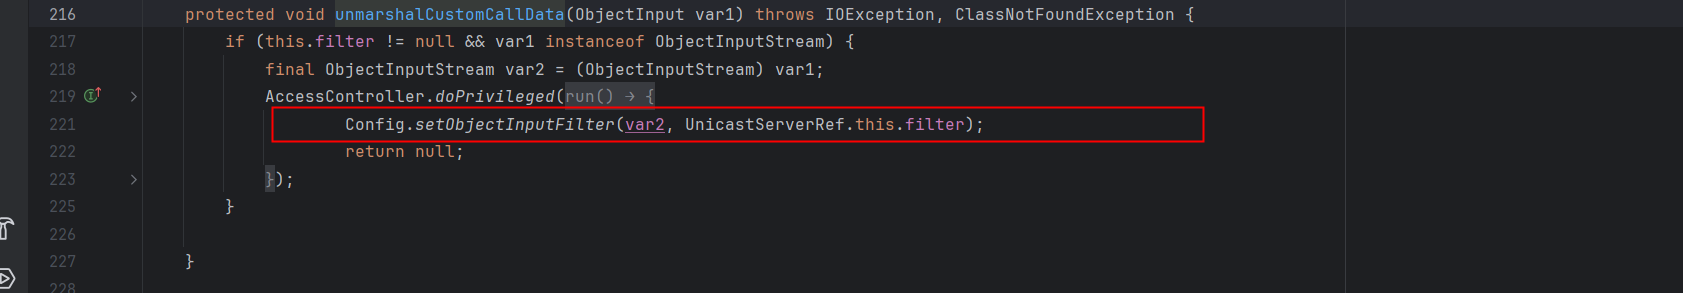 216 protected void unmarshalCustomCallData(ObjectInput var1) throws IOException, ClassNotFoundException {
217 if (this.filter != null && var1 instanceof ObjectInputStream) {
218 final ObjectInputStream var2 = (ObjectInputStream) var1;
219 AccessController.doPrivileged(run() → {
221 Config.setObjectInputFilter(var2, UnicastServerRef.this.filter);
222 return null;
223 });
225 }
226
227 }
228